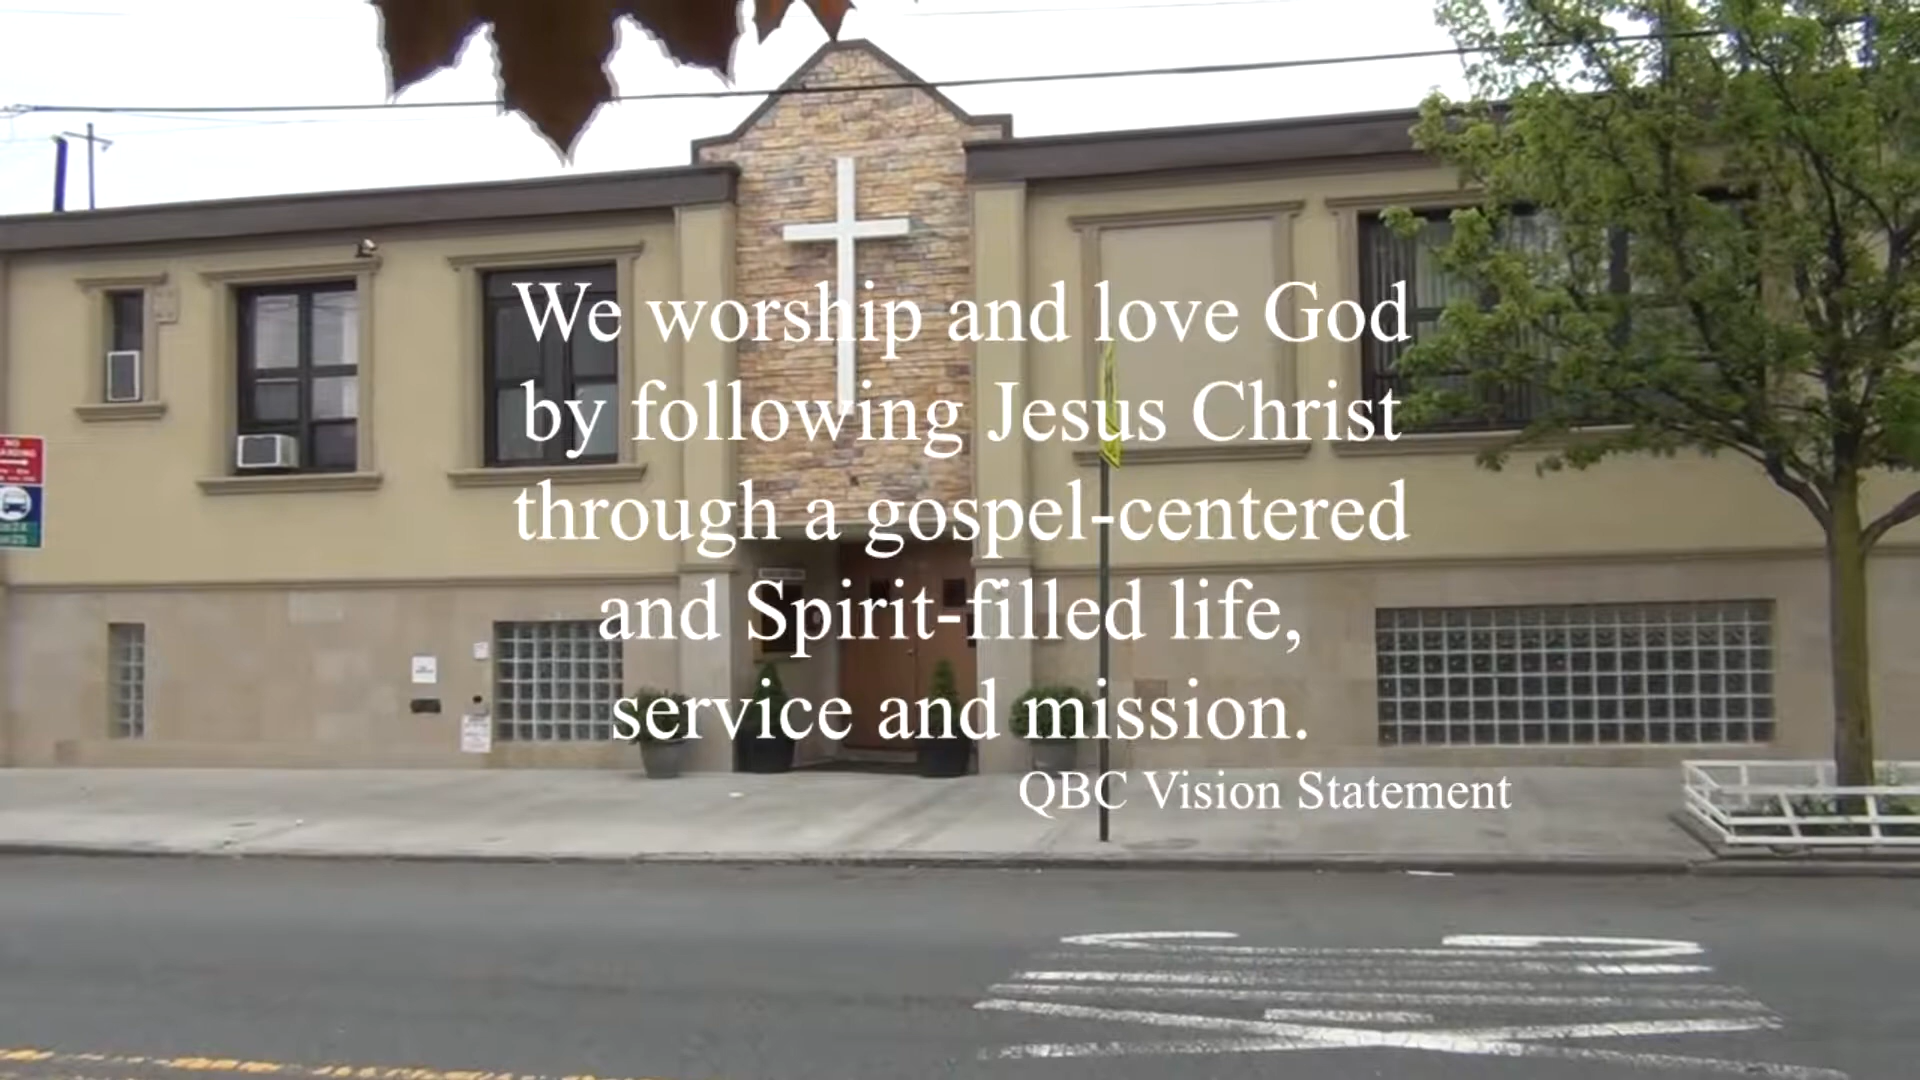 We worship and love God
by following Jesus Christ
through a gospel-centered
and Spirit-filled life,
service and mission.
QBC Vision Statement
NO